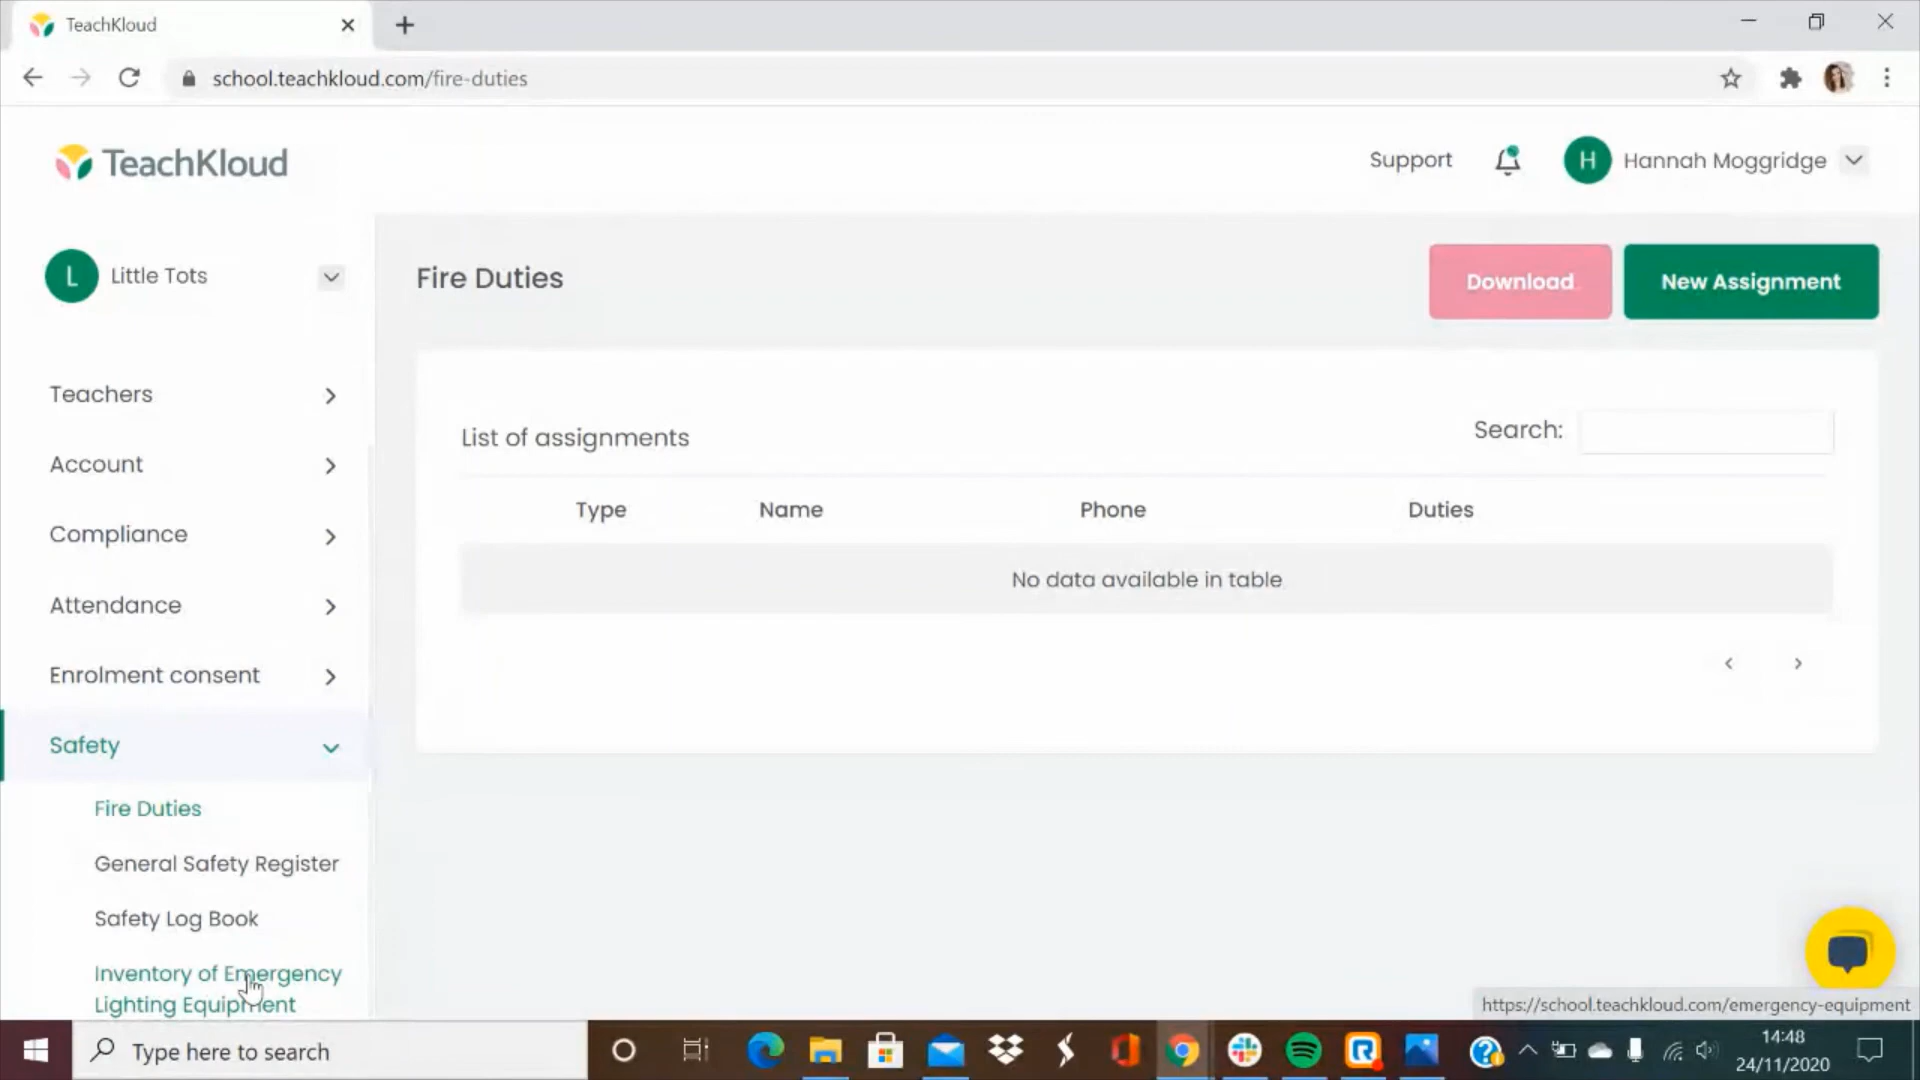 TeachKloud
school.teachkloud.com/fire-duties
TeachKloud
Support
H
Hannah Moggridge
L
Little Tots
Fire Duties
Download
New Assignment
Teachers
Account
Compliance
Attendance
Enrolment consent
Safety
Fire Duties
General Safety Register
Safety Log Book
Inventory of Emergency
Lighting Equipment
List of assignments
Search:
Type Name Phone Duties
No data available in table
https://school.teachkloud.com/emergency-equipment
Type here to search
14:48
24/11/2020